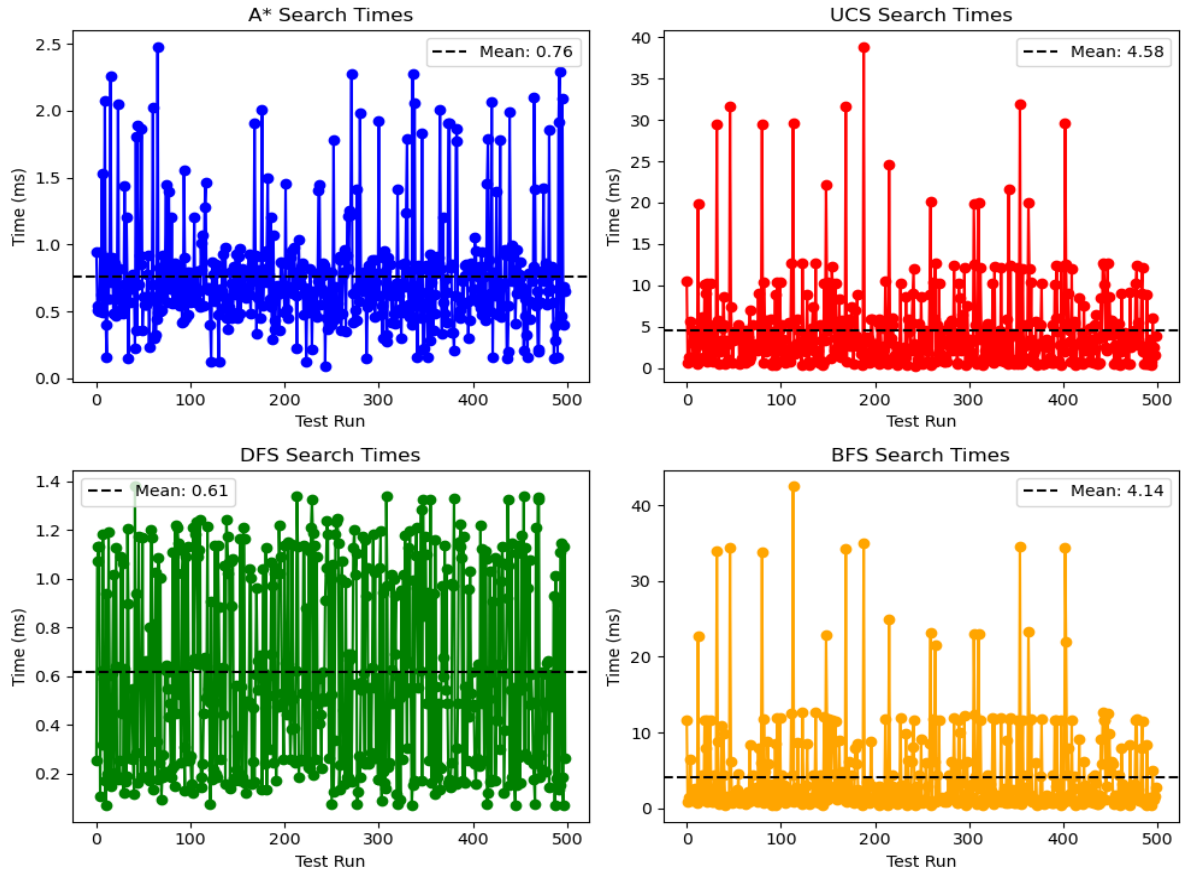 A* Search Times
Mean: 0.76
Time (ms)
2.5
2.0
1.5
1.0
0.5
0.0
0 100 200 300 400 500
Test Run
UCS Search Times
Mean: 4.58
Time (ms)
40
35
30
25
20
15
10
5
0
0 100 200 300 400 500
Test Run
DFS Search Times
Mean: 0.61
Time (ms)
1.4
1.2
1.0
0.8
0.6
0.4
0.2
0 100 200 300 400 500
Test Run
BFS Search Times
Mean: 4.14
Time (ms)
40
30
20
10
0
0 100 200 300 400 500
Test Run